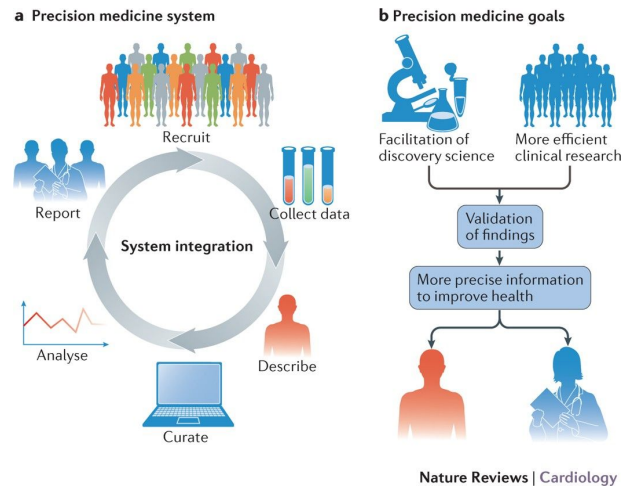 a Precision medicine system
Recruit
Collect data
Describe
Curate
Analyse
Report
System integration
b Precision medicine goals
Facilitation of
discovery science
More efficient
clinical research
Validation
of findings
More precise information
to improve health
Nature Reviews | Cardiology